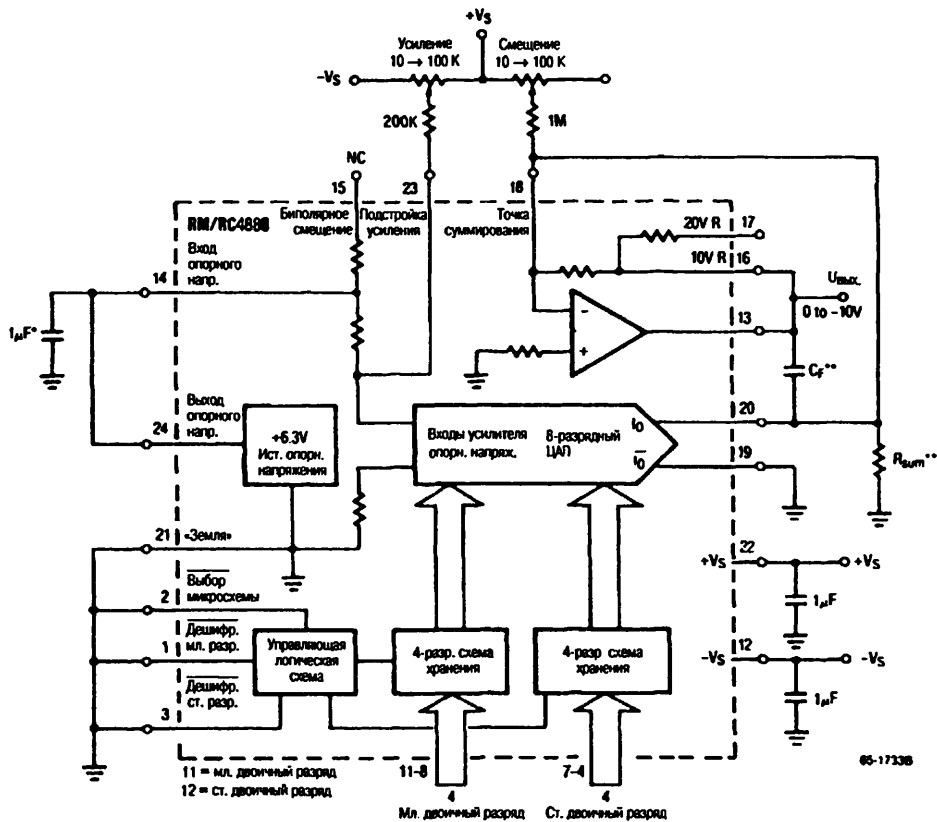 +VS
Усиление
10 → 100 K
Смещение
10 → 100 K
-VS
200K
1M
NC
15
23
18
RM/RC4888
Биполярное
смещение
Подстройка
усиления
Точка
суммирования
20V R
17
10V R
16
Вход
опорного
напр.
14
Uвых.
0 to -10V
-
+
13
1μF*
CF**
Выход
опорного
напр.
24
+6.3V
Ист. опорн.
напряжения
Входы усилителя
опорн. напряж.
8-разрядный
ЦАП
IO
IO
20
19
Rsum**
21
«Земля»
+VS
22
+VS
Выбор
микросхемы
2
1μF
Дешифр.
мл. разр.
1
Управляющая
логическая
схема
4-разр. схема
хранения
4-разр схема
хранения
-VS
12
-VS
Дешифр.
ст. разр.
3
1μF
11 = мл. двоичный разряд
12 = ст. двоичный разряд
11-8
7-4
65-1733B
4
4
Мл. двоичный разряд
Ст. двоичный разряд